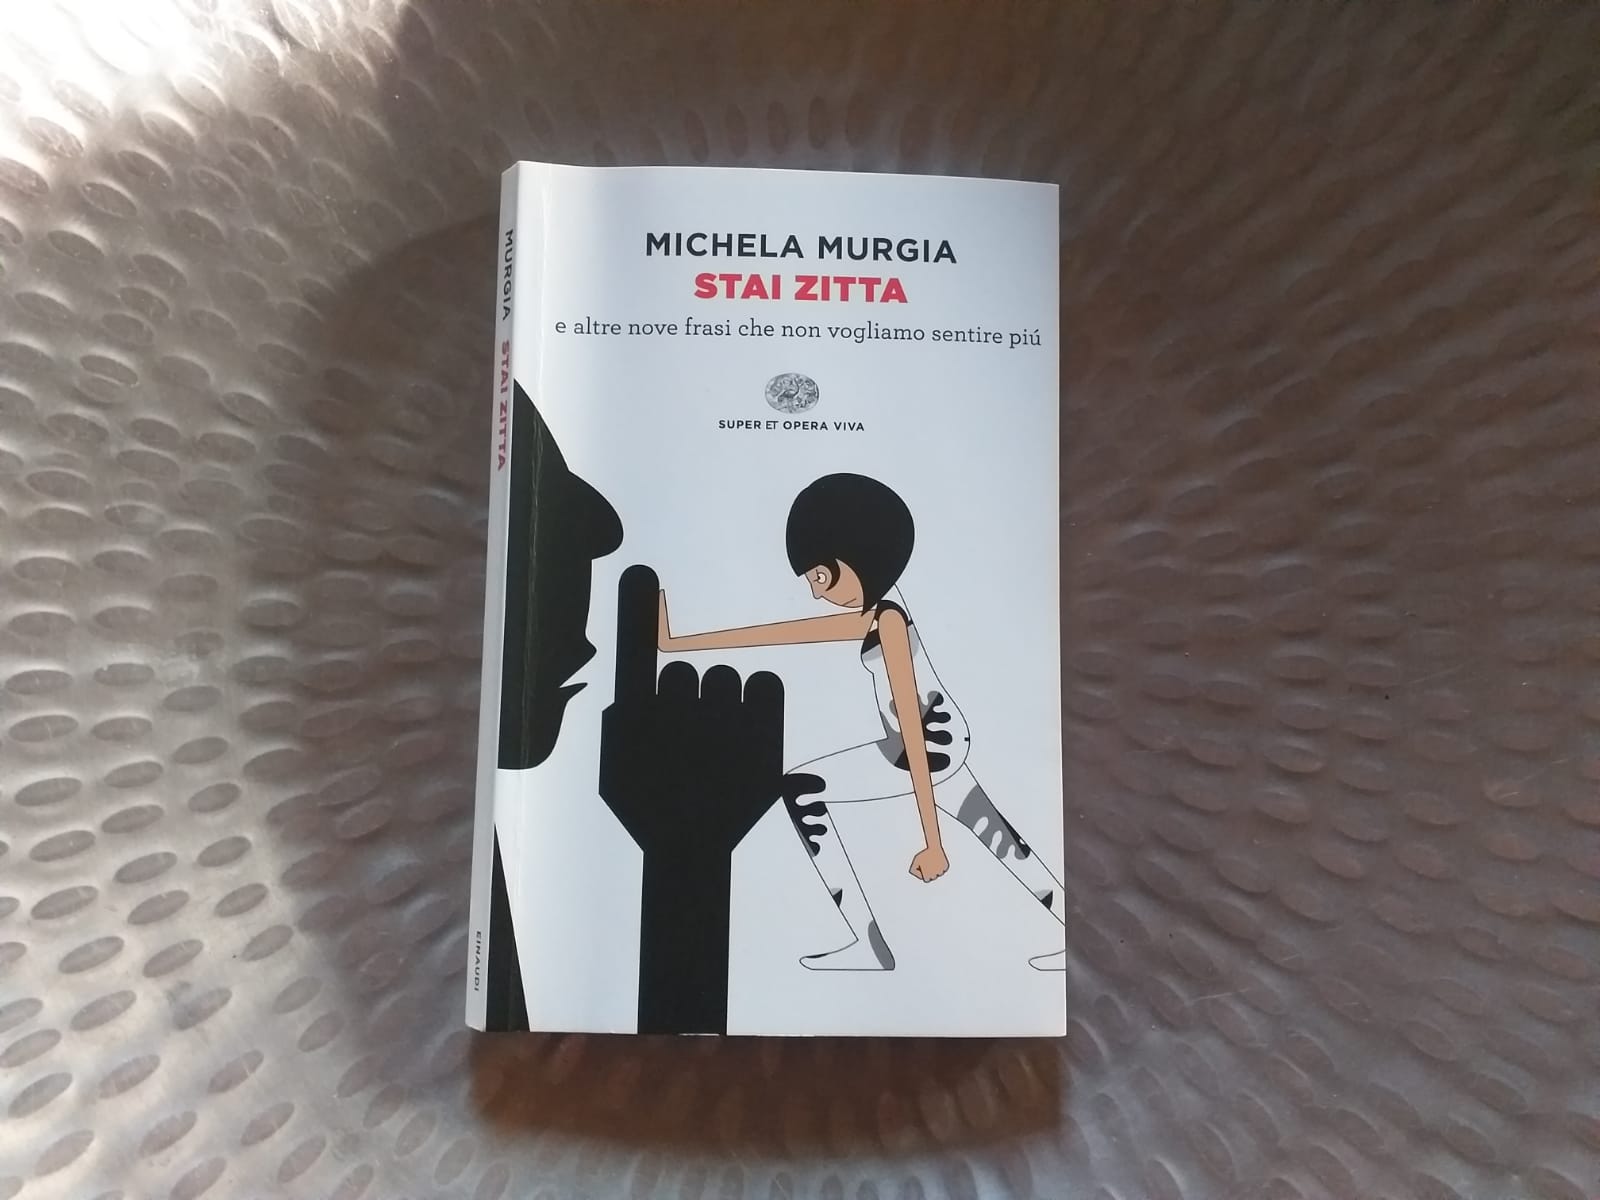 MICHELA MURGIA
STAI ZITTA
e altre nove frasi che non vogliamo sentire piú
SUPER ET OPERA VIVA
MURGIA STAI ZITTA
EINAUDI